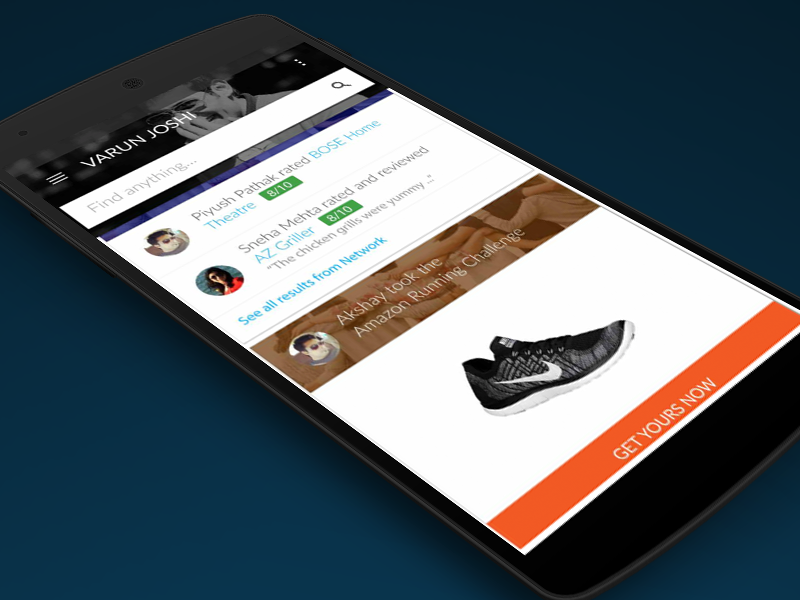 VARUN JOSHI
Find anything...
Piyush Pathak rated BOSE Home
Theatre 8/10
Sneha Mehta rated and reviewed
AZ Griller 8/10
"The chicken grills were yummy .."
See all results from Network
Akshay took the
Amazon Running Challenge
GET YOURS NOW